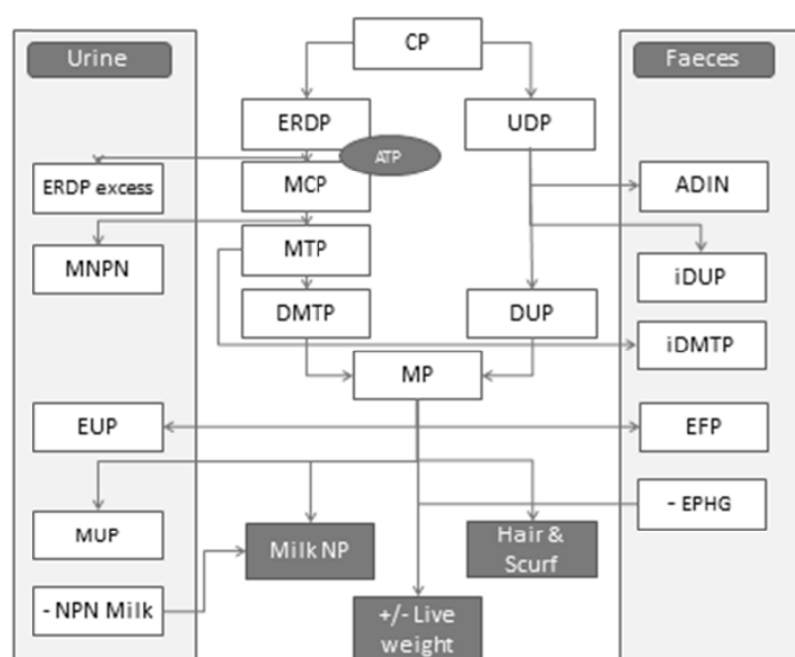 CP
Urine
Faeces
ERDP
UDP
ATP
ERDP excess
MCP
ADIN
MNPN
MTP
iDUP
DMTP
DUP
iDMTP
MP
EUP
EFP
MUP
- EPHG
Milk NP
Hair &
Scurf
- NPN Milk
+/- Live
weight